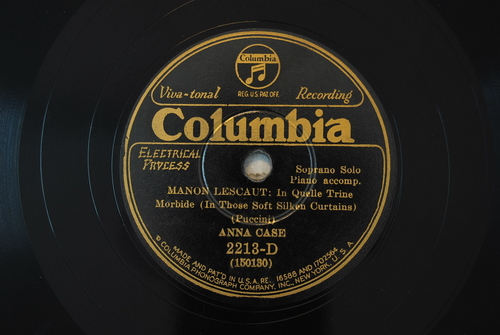 Columbia
REG. U.S. PAT. OFF.
Viva-tonal Recording
Columbia
ELECTRICAL
PROCESS
Soprano Solo
Piano accomp.
MANON LESCAUT: In Quelle Trine
Morbide (In Those Soft Silken Curtains)
(Puccini)
ANNA CASE
2213-D
(150130)
MADE AND PAT'D IN U.S.A. RE. 16588 AND 1702564
COLUMBIA PHONOGRAPH COMPANY, INC., NEW YORK, U.S.A.